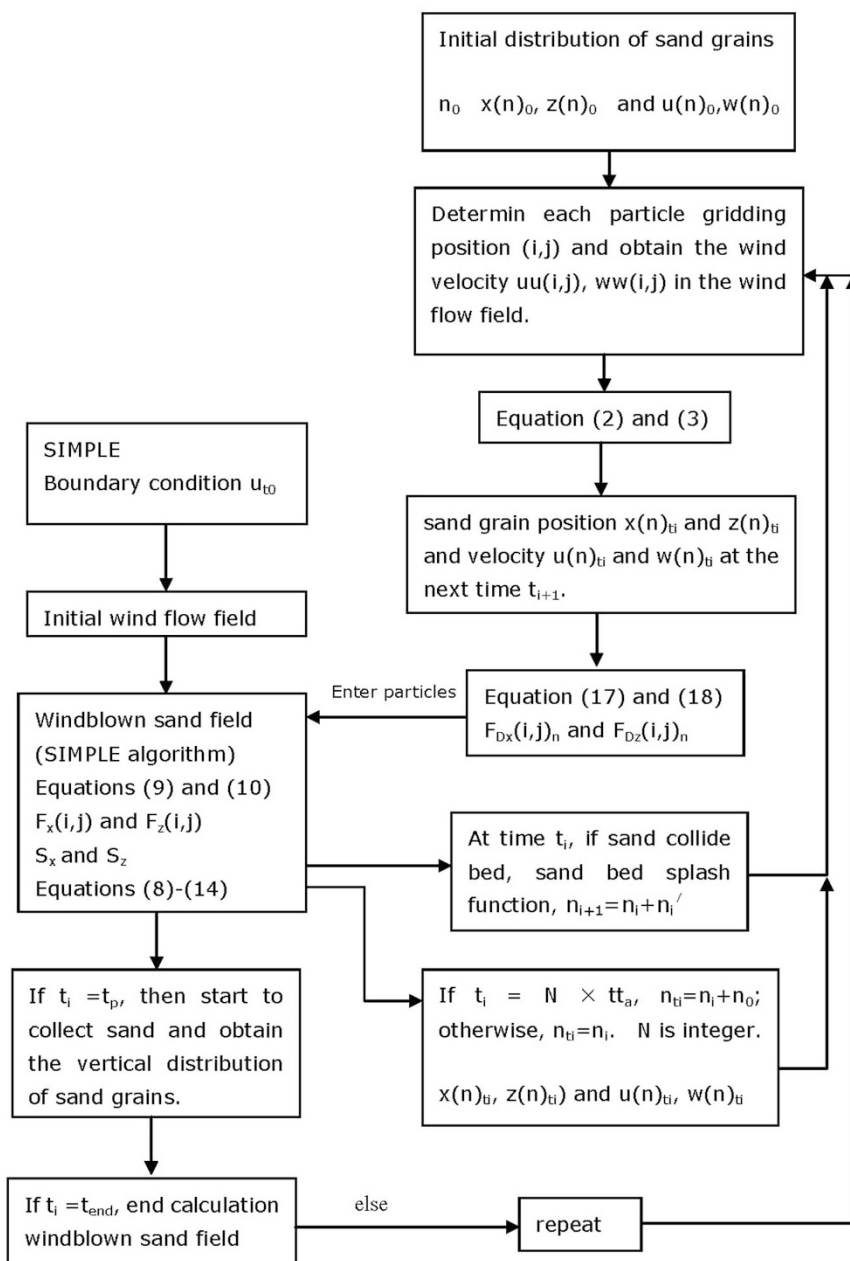 Initial distribution of sand grains
n₀ x(n)₀, z(n)₀ and u(n)₀,w(n)₀
Determin each particle gridding
position (i,j) and obtain the wind
velocity uu(i,j), ww(i,j) in the wind
flow field.
Equation (2) and (3)
SIMPLE
Boundary condition uₜ₀
sand grain position x(n)ₜᵢ and z(n)ₜᵢ
and velocity u(n)ₜᵢ and w(n)ₜᵢ at the
next time tᵢ₊₁.
Initial wind flow field
Enter particles
Equation (17) and (18)
F_Dx(i,j)ₙ and F_Dz(i,j)ₙ
Windblown sand field
(SIMPLE algorithm)
Equations (9) and (10)
Fₓ(i,j) and F_z(i,j)
Sₓ and S_z
Equations (8)-(14)
At time tᵢ, if sand collide
bed, sand bed splash
function, nᵢ₊₁=nᵢ+nᵢ′
If tᵢ =tₚ, then start to
collect sand and obtain
the vertical distribution
of sand grains.
If tᵢ = N × ttₐ, nₜᵢ=nᵢ+n₀;
otherwise, nₜᵢ=nᵢ. N is integer.
x(n)ₜᵢ, z(n)ₜᵢ) and u(n)ₜᵢ, w(n)ₜᵢ
If tᵢ =t_end, end calculation
windblown sand field
else
repeat